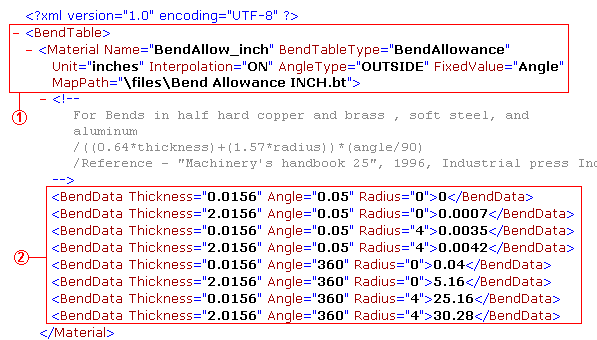 <?xml version="1.0" encoding="UTF-8" ?>
- <BendTable>
- <Material Name="BendAllow_inch" BendTableType="BendAllowance"
Unit="inches" Interpolation="ON" AngleType="OUTSIDE" FixedValue="Angle"
MapPath="\files\Bend Allowance INCH.bt">
1
- <!--
For Bends in half hard copper and brass , soft steel, and
aluminum
/((0.64*thickness)+(1.57*radius))*(angle/90)
/Reference - "Machinery's handbook 25", 1996, Industrial press
-->
<BendData Thickness="0.0156" Angle="0.05" Radius="0">0</BendData>
<BendData Thickness="2.0156" Angle="0.05" Radius="0">0.0007</BendData>
<BendData Thickness="0.0156" Angle="0.05" Radius="4">0.0035</BendData>
<BendData Thickness="2.0156" Angle="0.05" Radius="4">0.0042</BendData>
2
<BendData Thickness="0.0156" Angle="360" Radius="0">0.04</BendData>
<BendData Thickness="2.0156" Angle="360" Radius="0">5.16</BendData>
<BendData Thickness="0.0156" Angle="360" Radius="4">25.16</BendData>
<BendData Thickness="2.0156" Angle="360" Radius="4">30.28</BendData>
</Material>